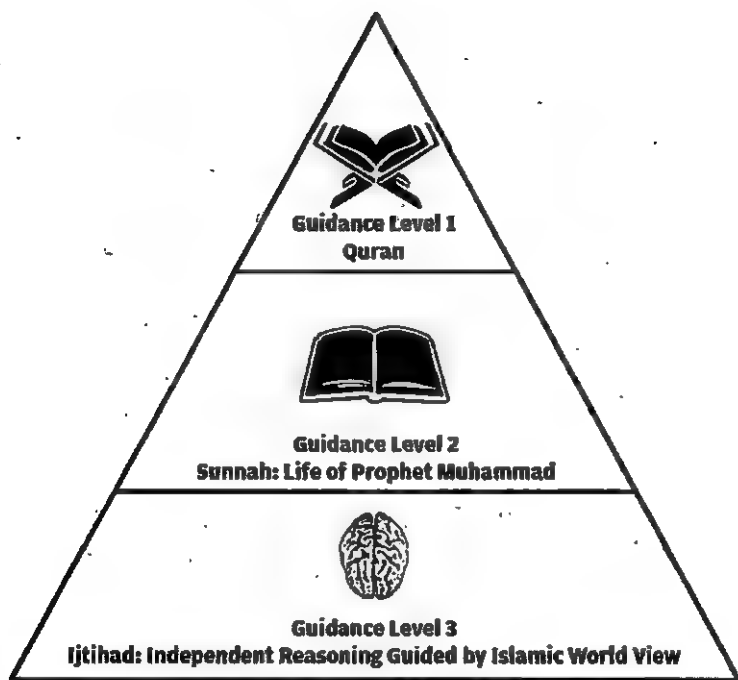 Guidance Level 1
Quran
Guidance Level 2
Sunnah: Life of Prophet Muhammad
Guidance Level 3
Ijtihad: Independent Reasoning Guided by Islamic World View